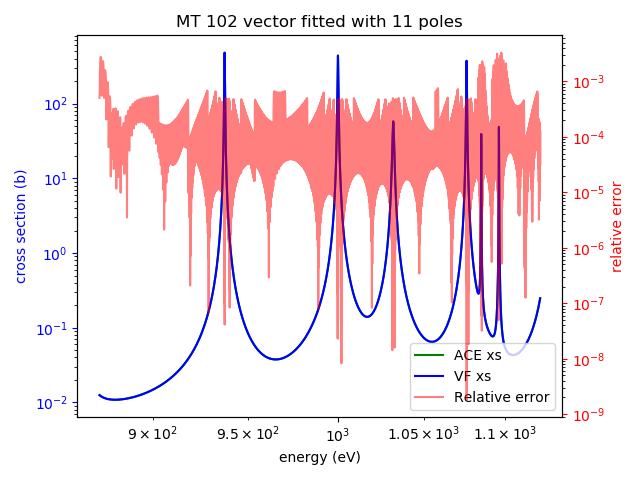 MT 102 vector fitted with 11 poles
cross section (b)
10²
10¹
10⁰
10⁻¹
10⁻²
10⁻³
10⁻⁴
10⁻⁵
10⁻⁶
10⁻⁷
10⁻⁸
10⁻⁹
relative error
ACE xs
VF xs
Relative error
9 × 10² 9.5 × 10² 10³ 1.05 × 10³ 1.1 × 10³
energy (eV)